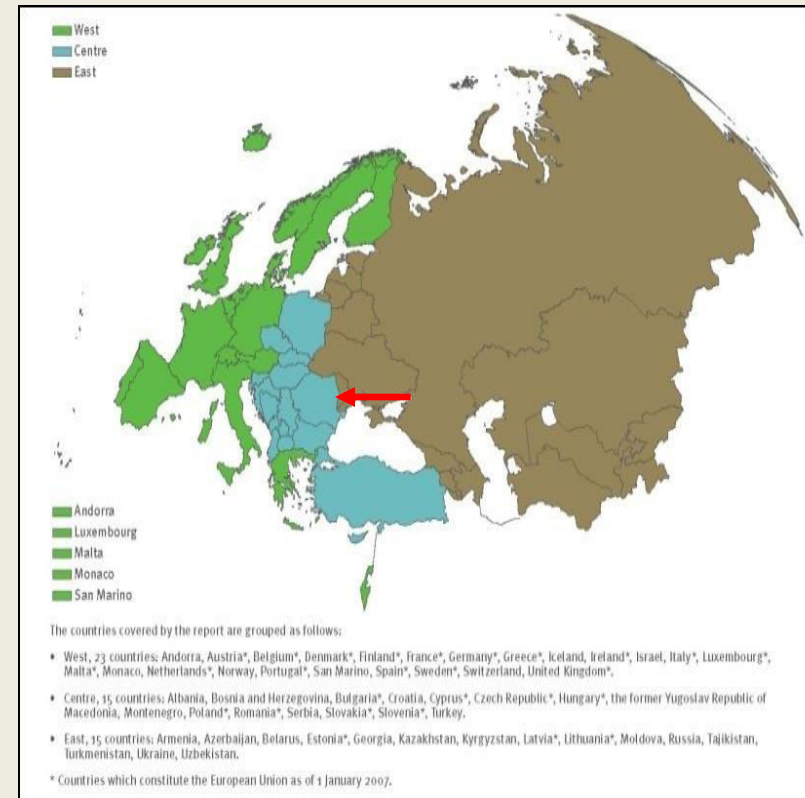 West
Centre
East
Andorra
Luxembourg
Malta
Monaco
San Marino
The countries covered by the report are grouped as follows:
• West, 23 countries: Andorra, Austria*, Belgium*, Denmark*, Finland*, France*, Germany*, Greece*, Iceland, Ireland*, Israel, Italy*, Luxembourg*,
Malta*, Monaco, Netherlands*, Norway, Portugal*, San Marino, Spain*, Sweden*, Switzerland, United Kingdom*.
• Centre, 15 countries: Albania, Bosnia and Herzegovina, Bulgaria*, Croatia, Cyprus*, Czech Republic*, Hungary*, the former Yugoslav Republic of
Macedonia, Montenegro, Poland*, Romania*, Serbia, Slovakia*, Slovenia*, Turkey.
• East, 15 countries: Armenia, Azerbaijan, Belarus, Estonia*, Georgia, Kazakhstan, Kyrgyzstan, Latvia*, Lithuania*, Moldova, Russia, Tajikistan,
Turkmenistan, Ukraine, Uzbekistan.
* Countries which constitute the European Union as of 1 January 2007.